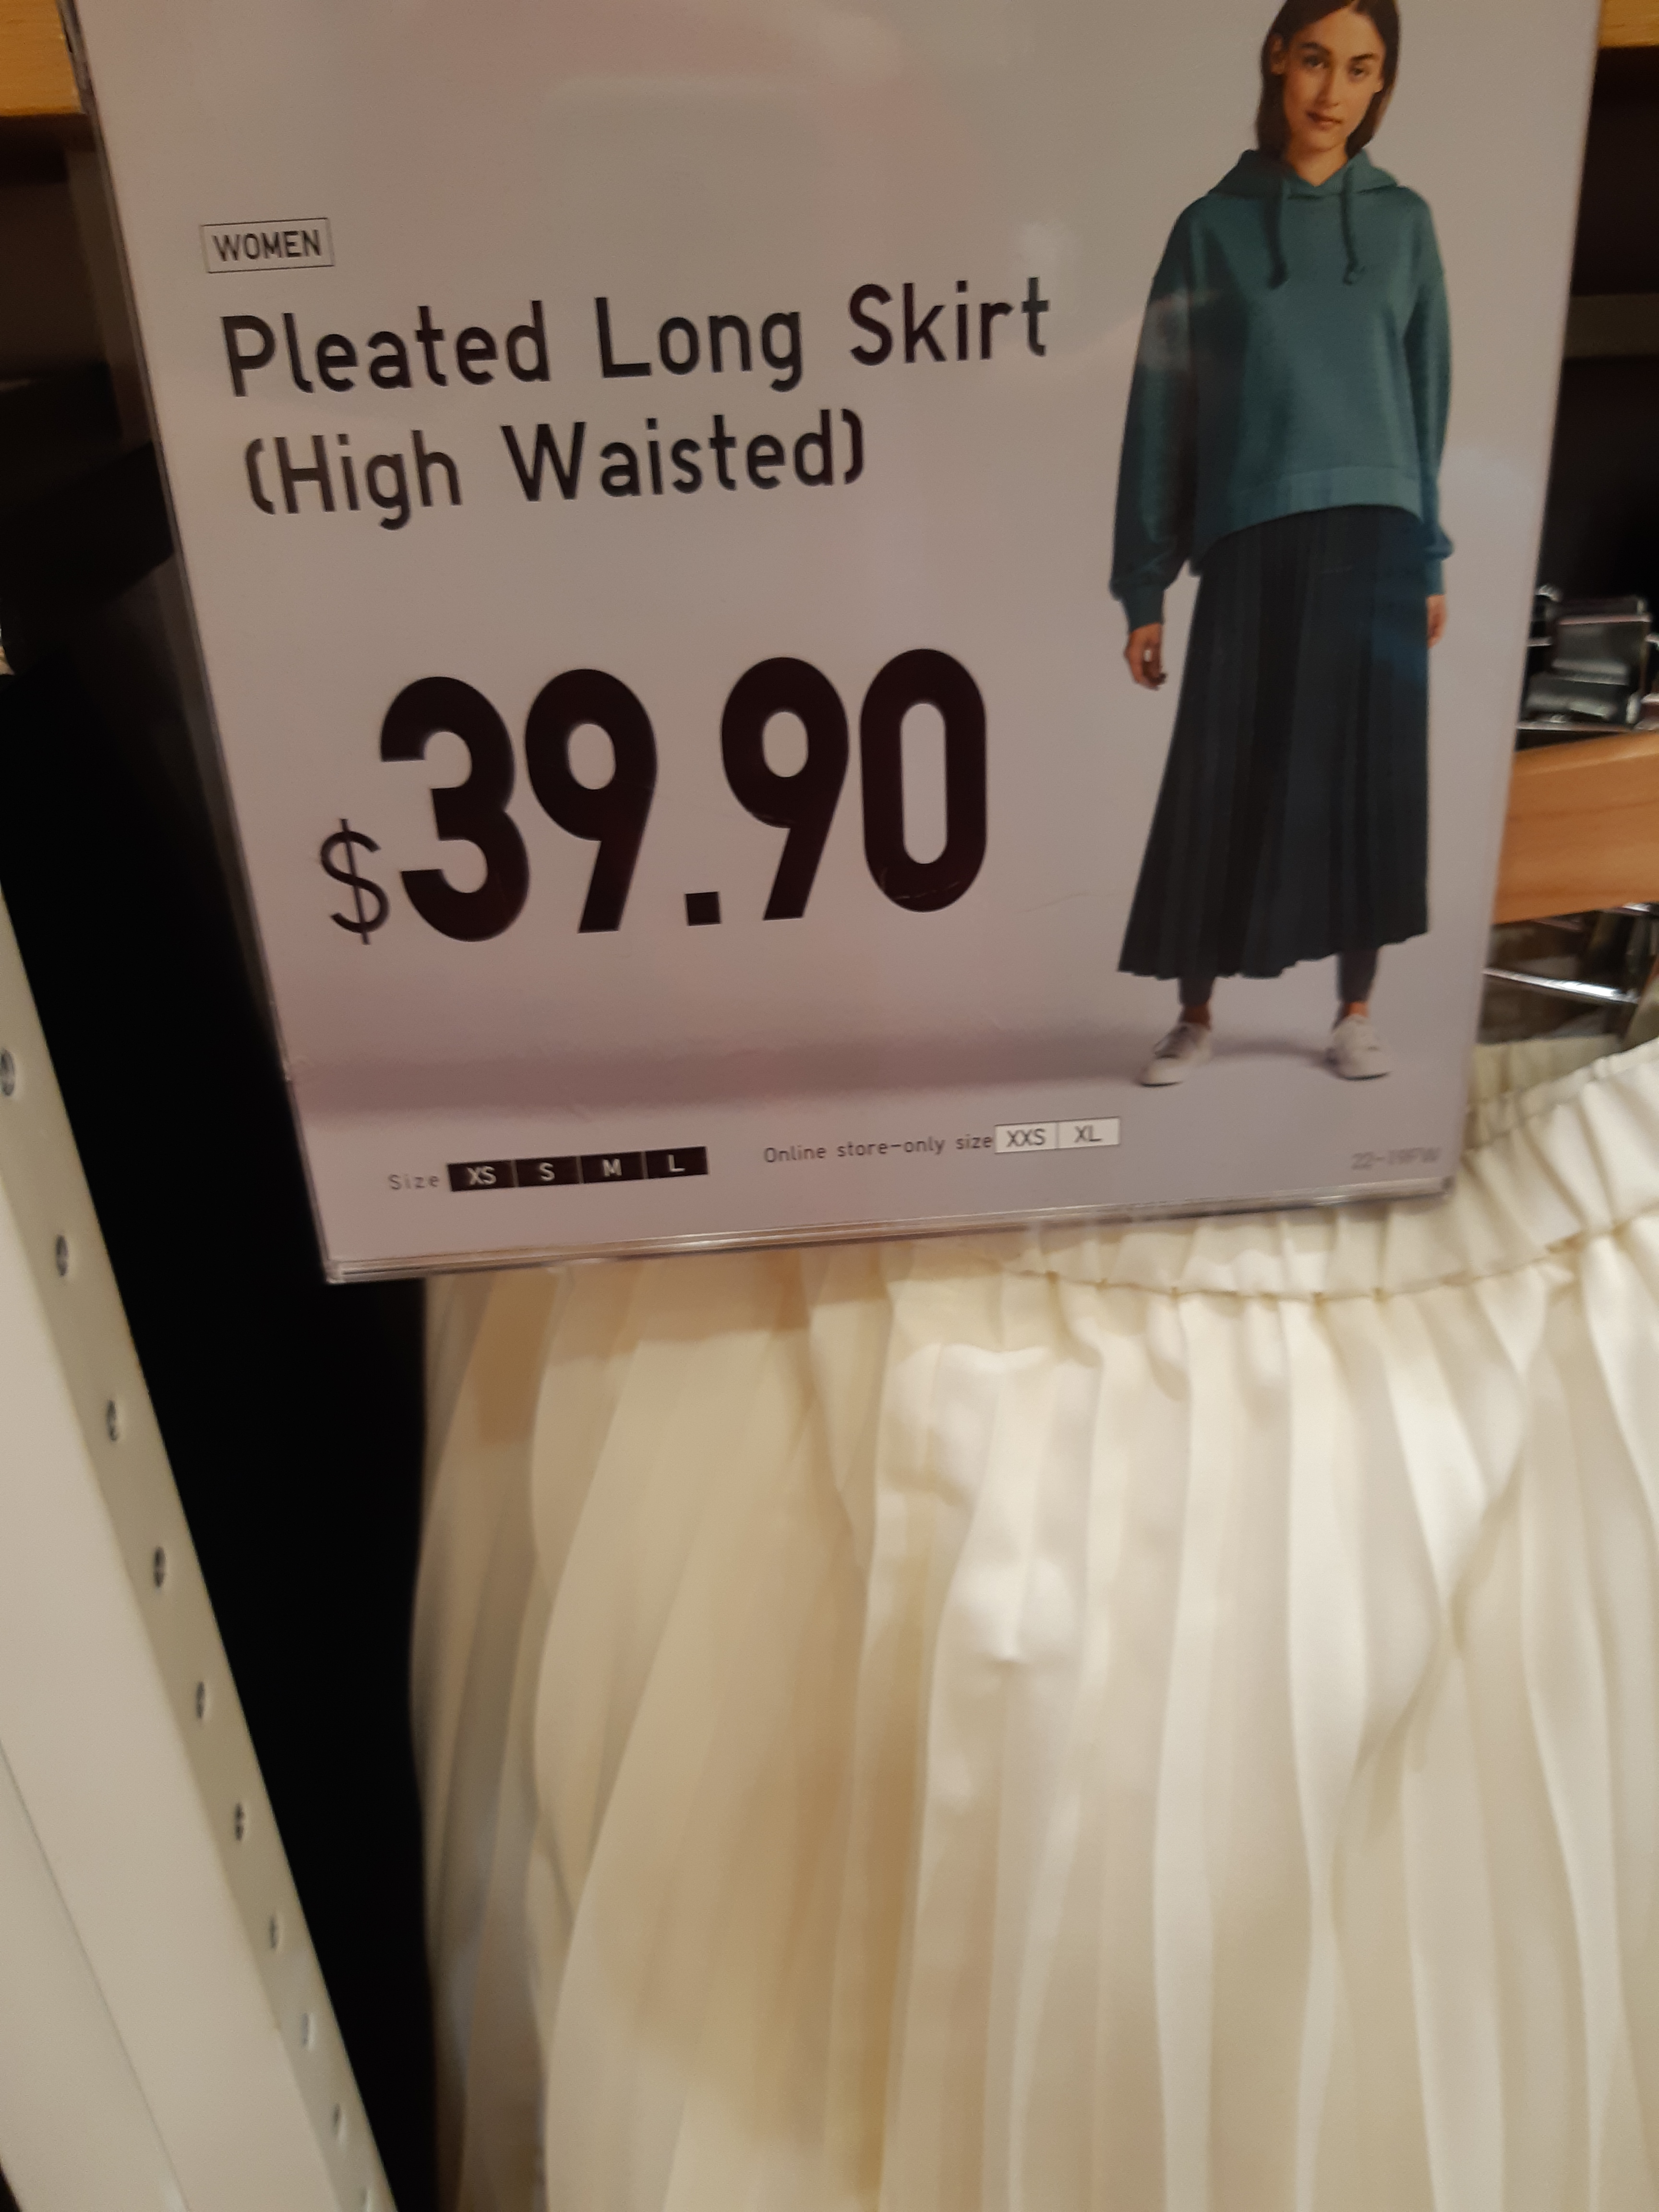 WOMEN
Pleated Long Skirt
(High Waisted)
$39.90
Size XS S M L
Online store-only size XXS XL